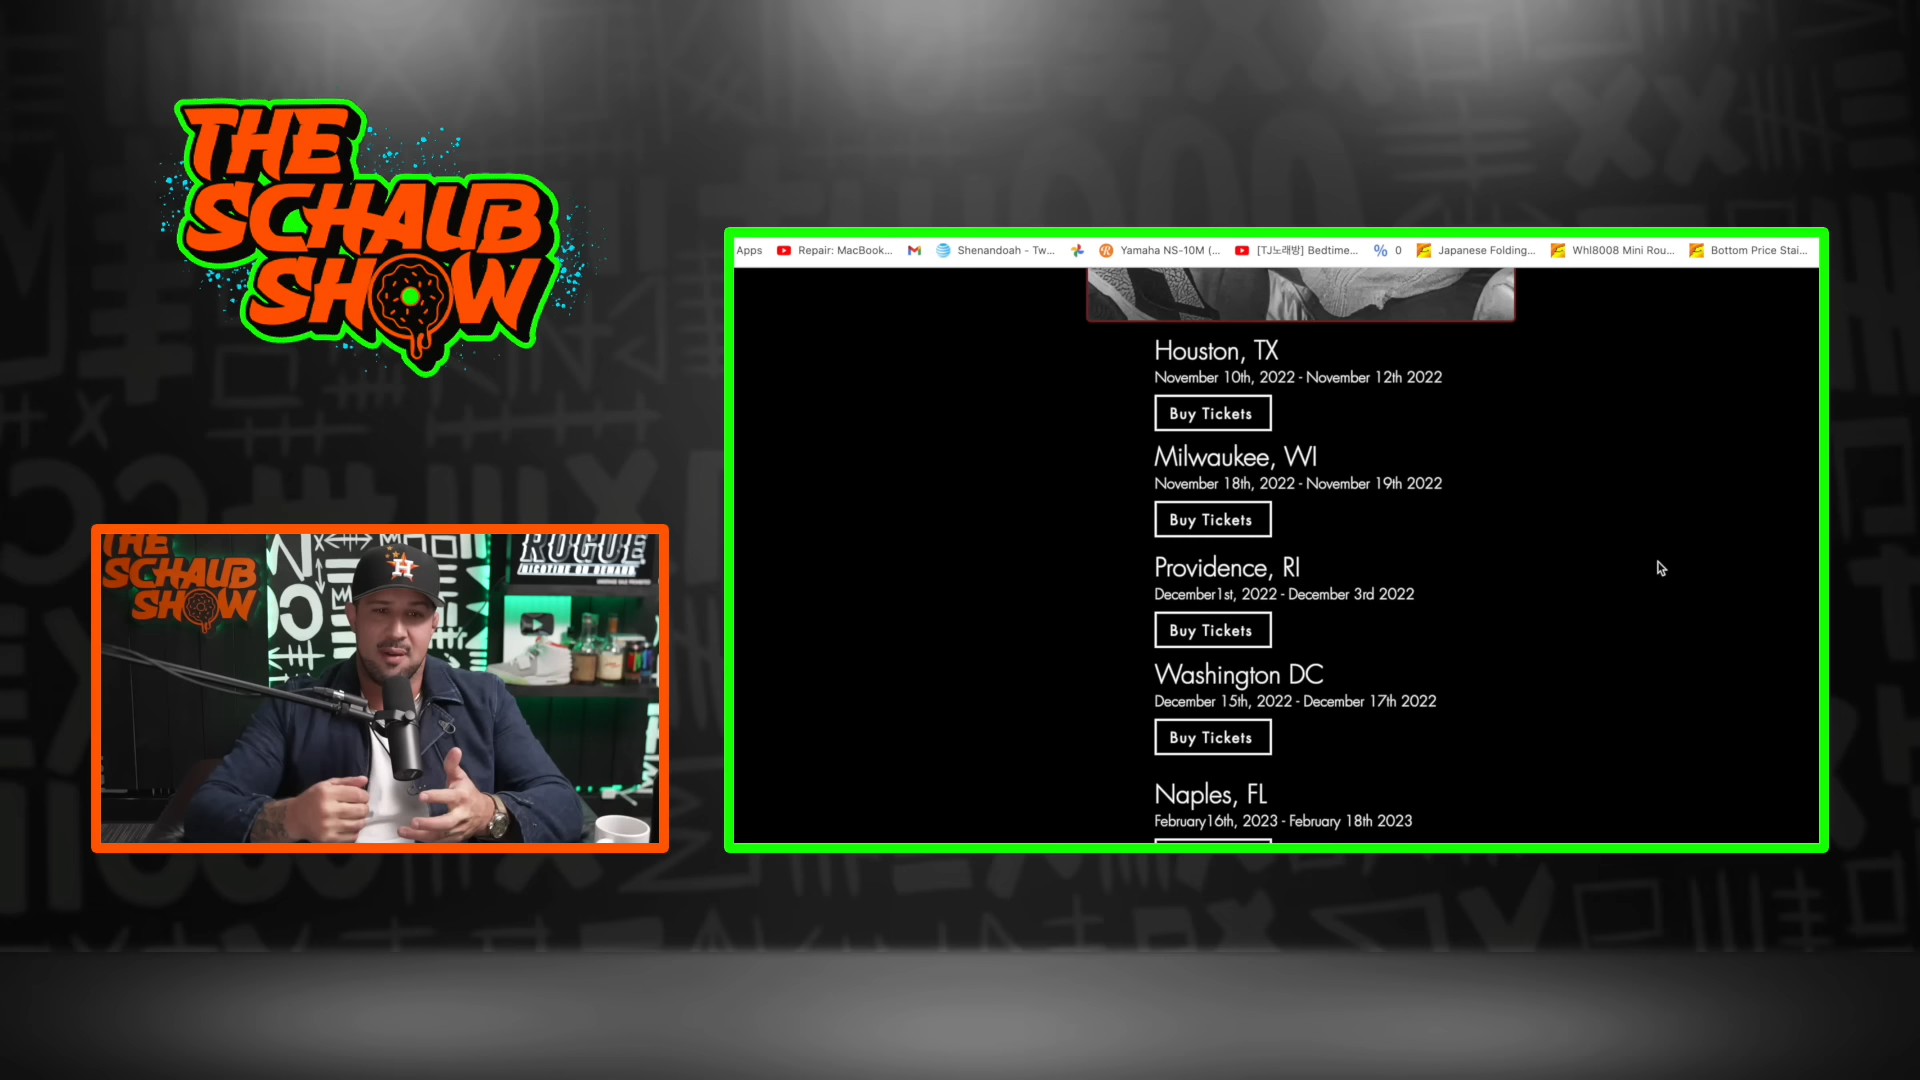 THE
SCHAUB
SHOW
Apps
Repair: MacBook...
Shenandoah - Tw...
Yamaha NS-10M (...
[TJ노래방] Bedtime...
0
Japanese Folding...
Whl8008 Mini Rou...
Bottom Price Stai...
Houston, TX
November 10th, 2022 - November 12th 2022
Buy Tickets
Milwaukee, WI
November 18th, 2022 - November 19th 2022
Buy Tickets
Providence, RI
December1st, 2022 - December 3rd 2022
Buy Tickets
Washington DC
December 15th, 2022 - December 17th 2022
Buy Tickets
Naples, FL
February16th, 2023 - February 18th 2023
THE
SCHAUB
SHOW
ROGUE
NICOTINE ON DEMAND
H